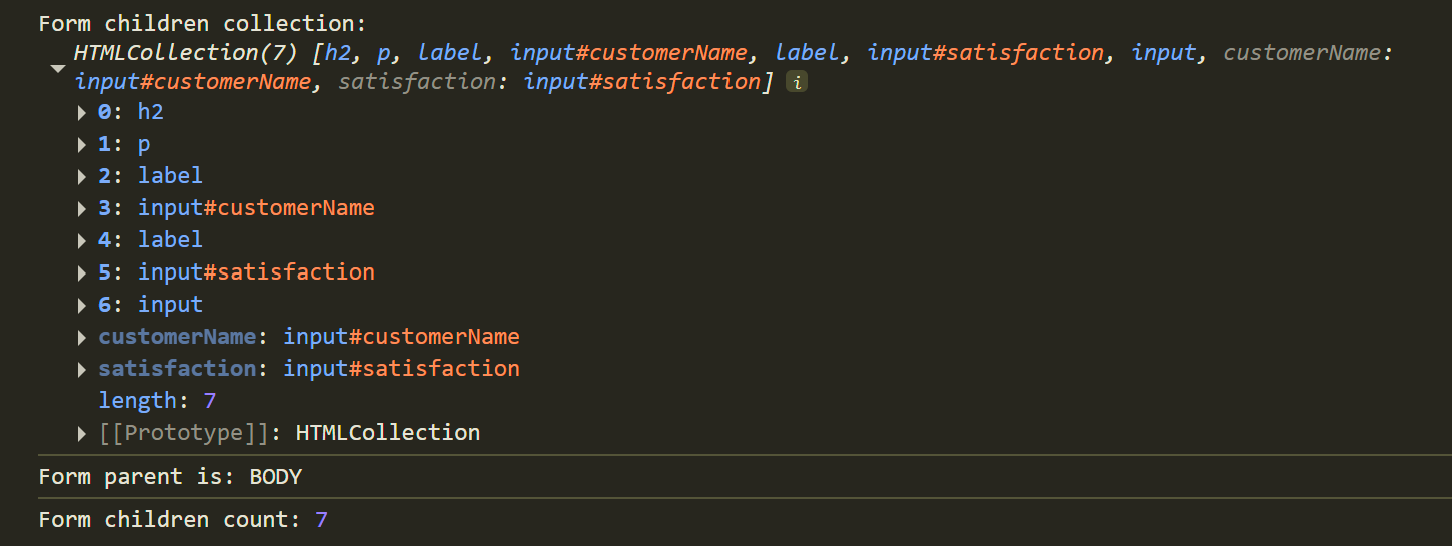 Form children collection:
HTMLCollection(7) [h2, p, label, input#customerName, label, input#satisfaction, input, customerName:
input#customerName, satisfaction: input#satisfaction] i
0: h2
1: p
2: label
3: input#customerName
4: label
5: input#satisfaction
6: input
customerName: input#customerName
satisfaction: input#satisfaction
length: 7
[[Prototype]]: HTMLCollection
Form parent is: BODY
Form children count: 7